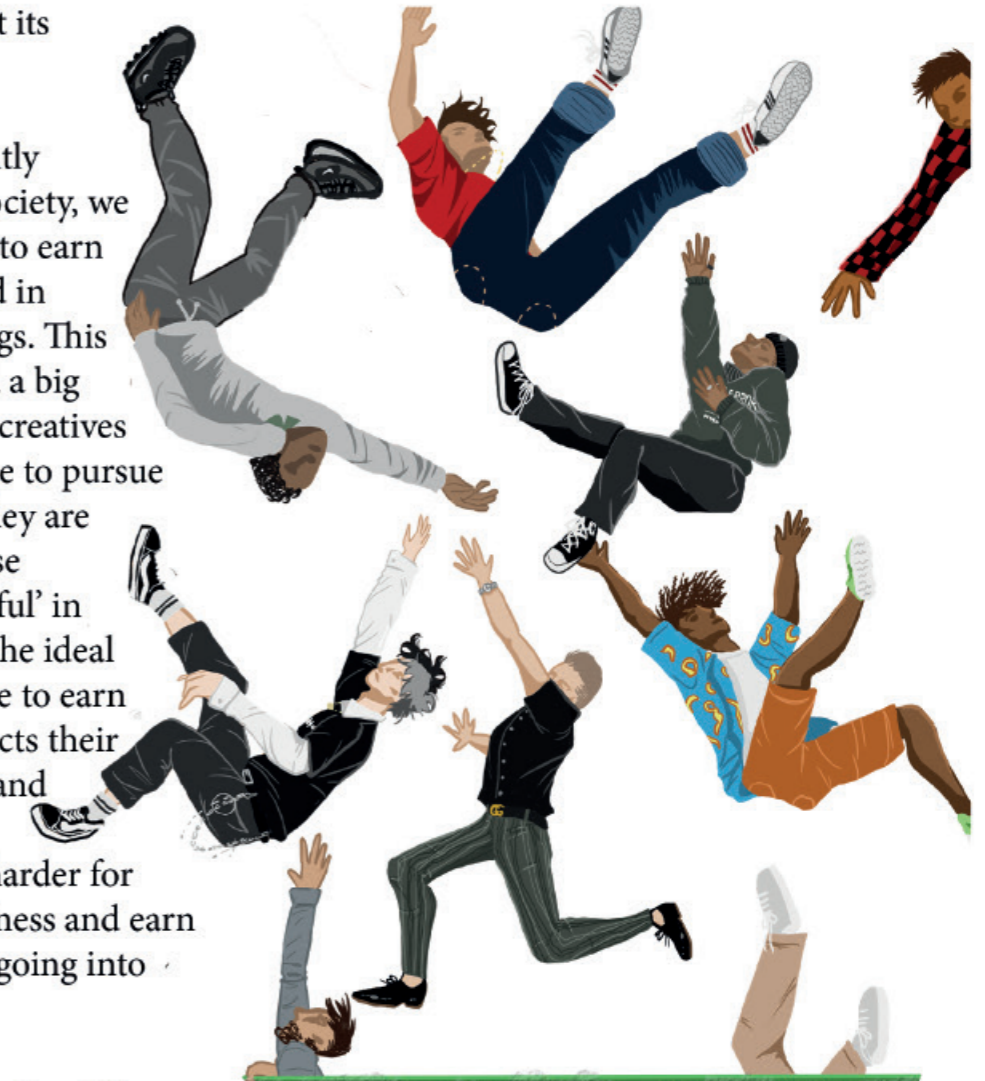 t its
tly
ociety, we
to earn
d in
gs. This
a big
creatives
e to pursue
ey are
se
ful’ in
he ideal
e to earn
cts their
and
arder for
ness and earn
going into